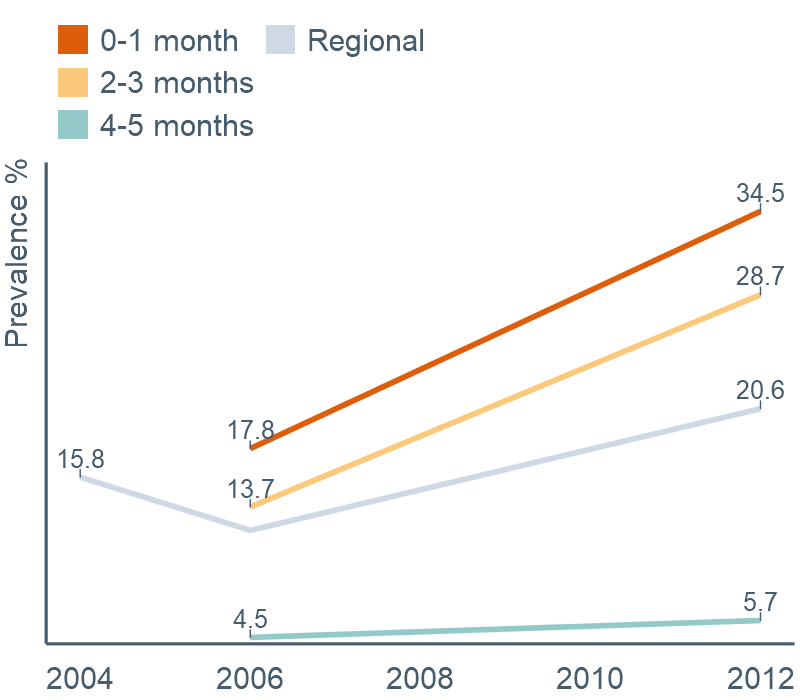 0-1 month
Regional
2-3 months
4-5 months
Prevalence %
34.5
28.7
20.6
17.8
15.8
13.7
5.7
4.5
2004 2006 2008 2010 2012